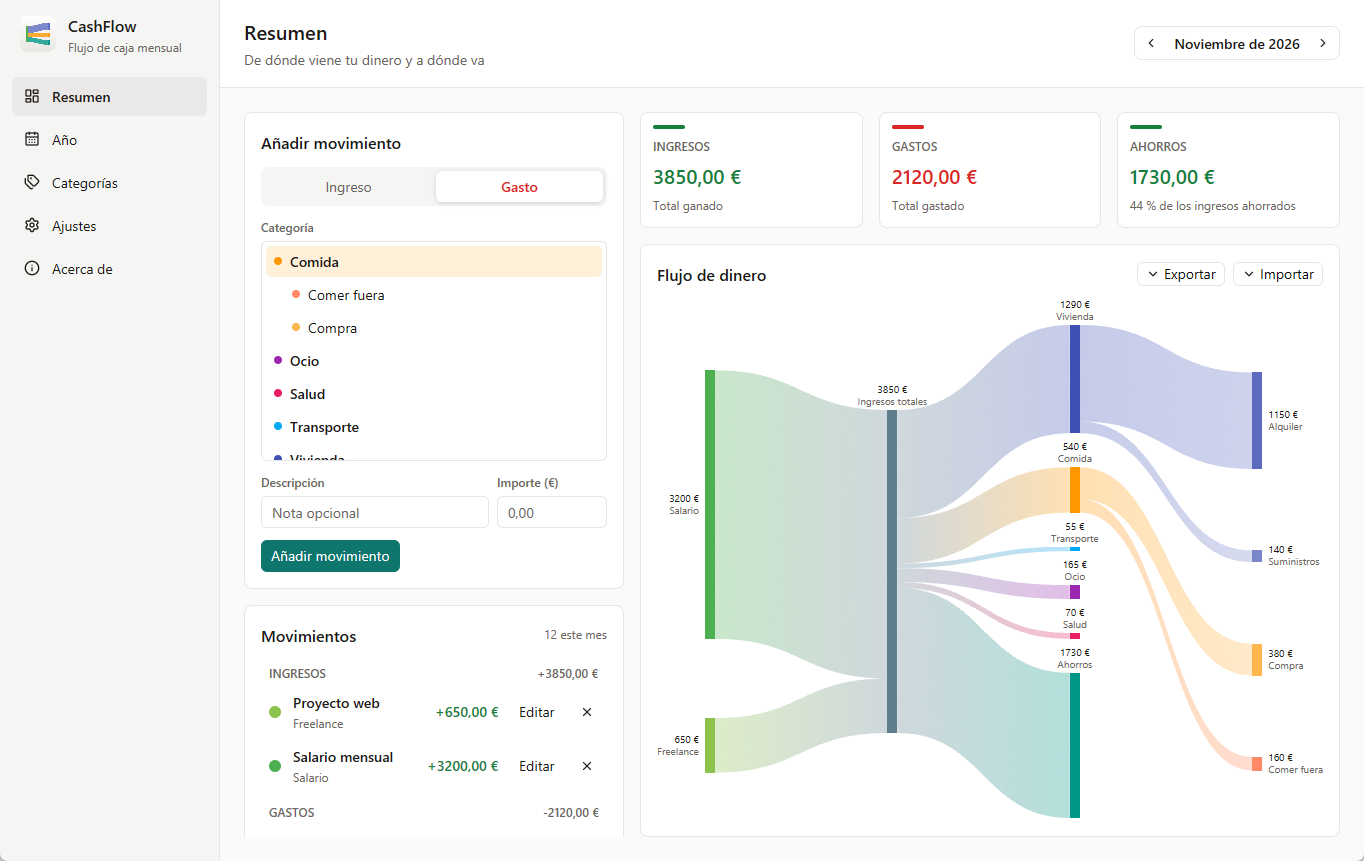 CashFlow
Flujo de caja mensual
Resumen
Año
Categorías
Ajustes
Acerca de
Resumen
De dónde viene tu dinero y a dónde va
Noviembre de 2026
Añadir movimiento
Ingreso
Gasto
Categoría
Comida
Comer fuera
Compra
Ocio
Salud
Transporte
Vivienda
Descripción
Importe (€)
Nota opcional
0,00
Añadir movimiento
Movimientos
12 este mes
INGRESOS
+3850,00 €
Proyecto web
Freelance
+650,00 €
Editar
Salario mensual
Salario
+3200,00 €
Editar
GASTOS
-2120,00 €
INGRESOS
3850,00 €
Total ganado
GASTOS
2120,00 €
Total gastado
AHORROS
1730,00 €
44 % de los ingresos ahorrados
Flujo de dinero
Exportar
Importar
3200 €
Salario
650 €
Freelance
3850 €
Ingresos totales
1290 €
Vivienda
540 €
Comida
55 €
Transporte
165 €
Ocio
70 €
Salud
1730 €
Ahorros
1150 €
Alquiler
140 €
Suministros
380 €
Compra
160 €
Comer fuera